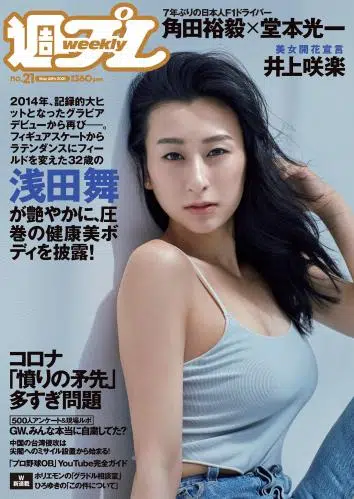 週プレ
weekly
no.21
May 24th 2021
7年ぶりの日本人F1ドライバー
角田裕毅×堂本光一
美女開花宣言
井上咲楽
2014年、記録的大ヒ
ットとなったグラビア
デビューから再び―。
フィギュアスケートから
ラテンダンスにフィー
ルドを変えた32歳の
浅田舞
が艶やかに、圧
巻の健康美ボ
ディを披露!
コロナ
「憤りの矛先」
多すぎ問題
500人アンケート&現場ルポ
GW、みんな本当に自粛してた?
中国の台湾侵攻は
尖閣へのミサイル設置から始まる!
「プロ野球OB」YouTube完全ガイド
W
新連載
ホリエモンの「グラドル相談室」
ひろゆきの「この件について」